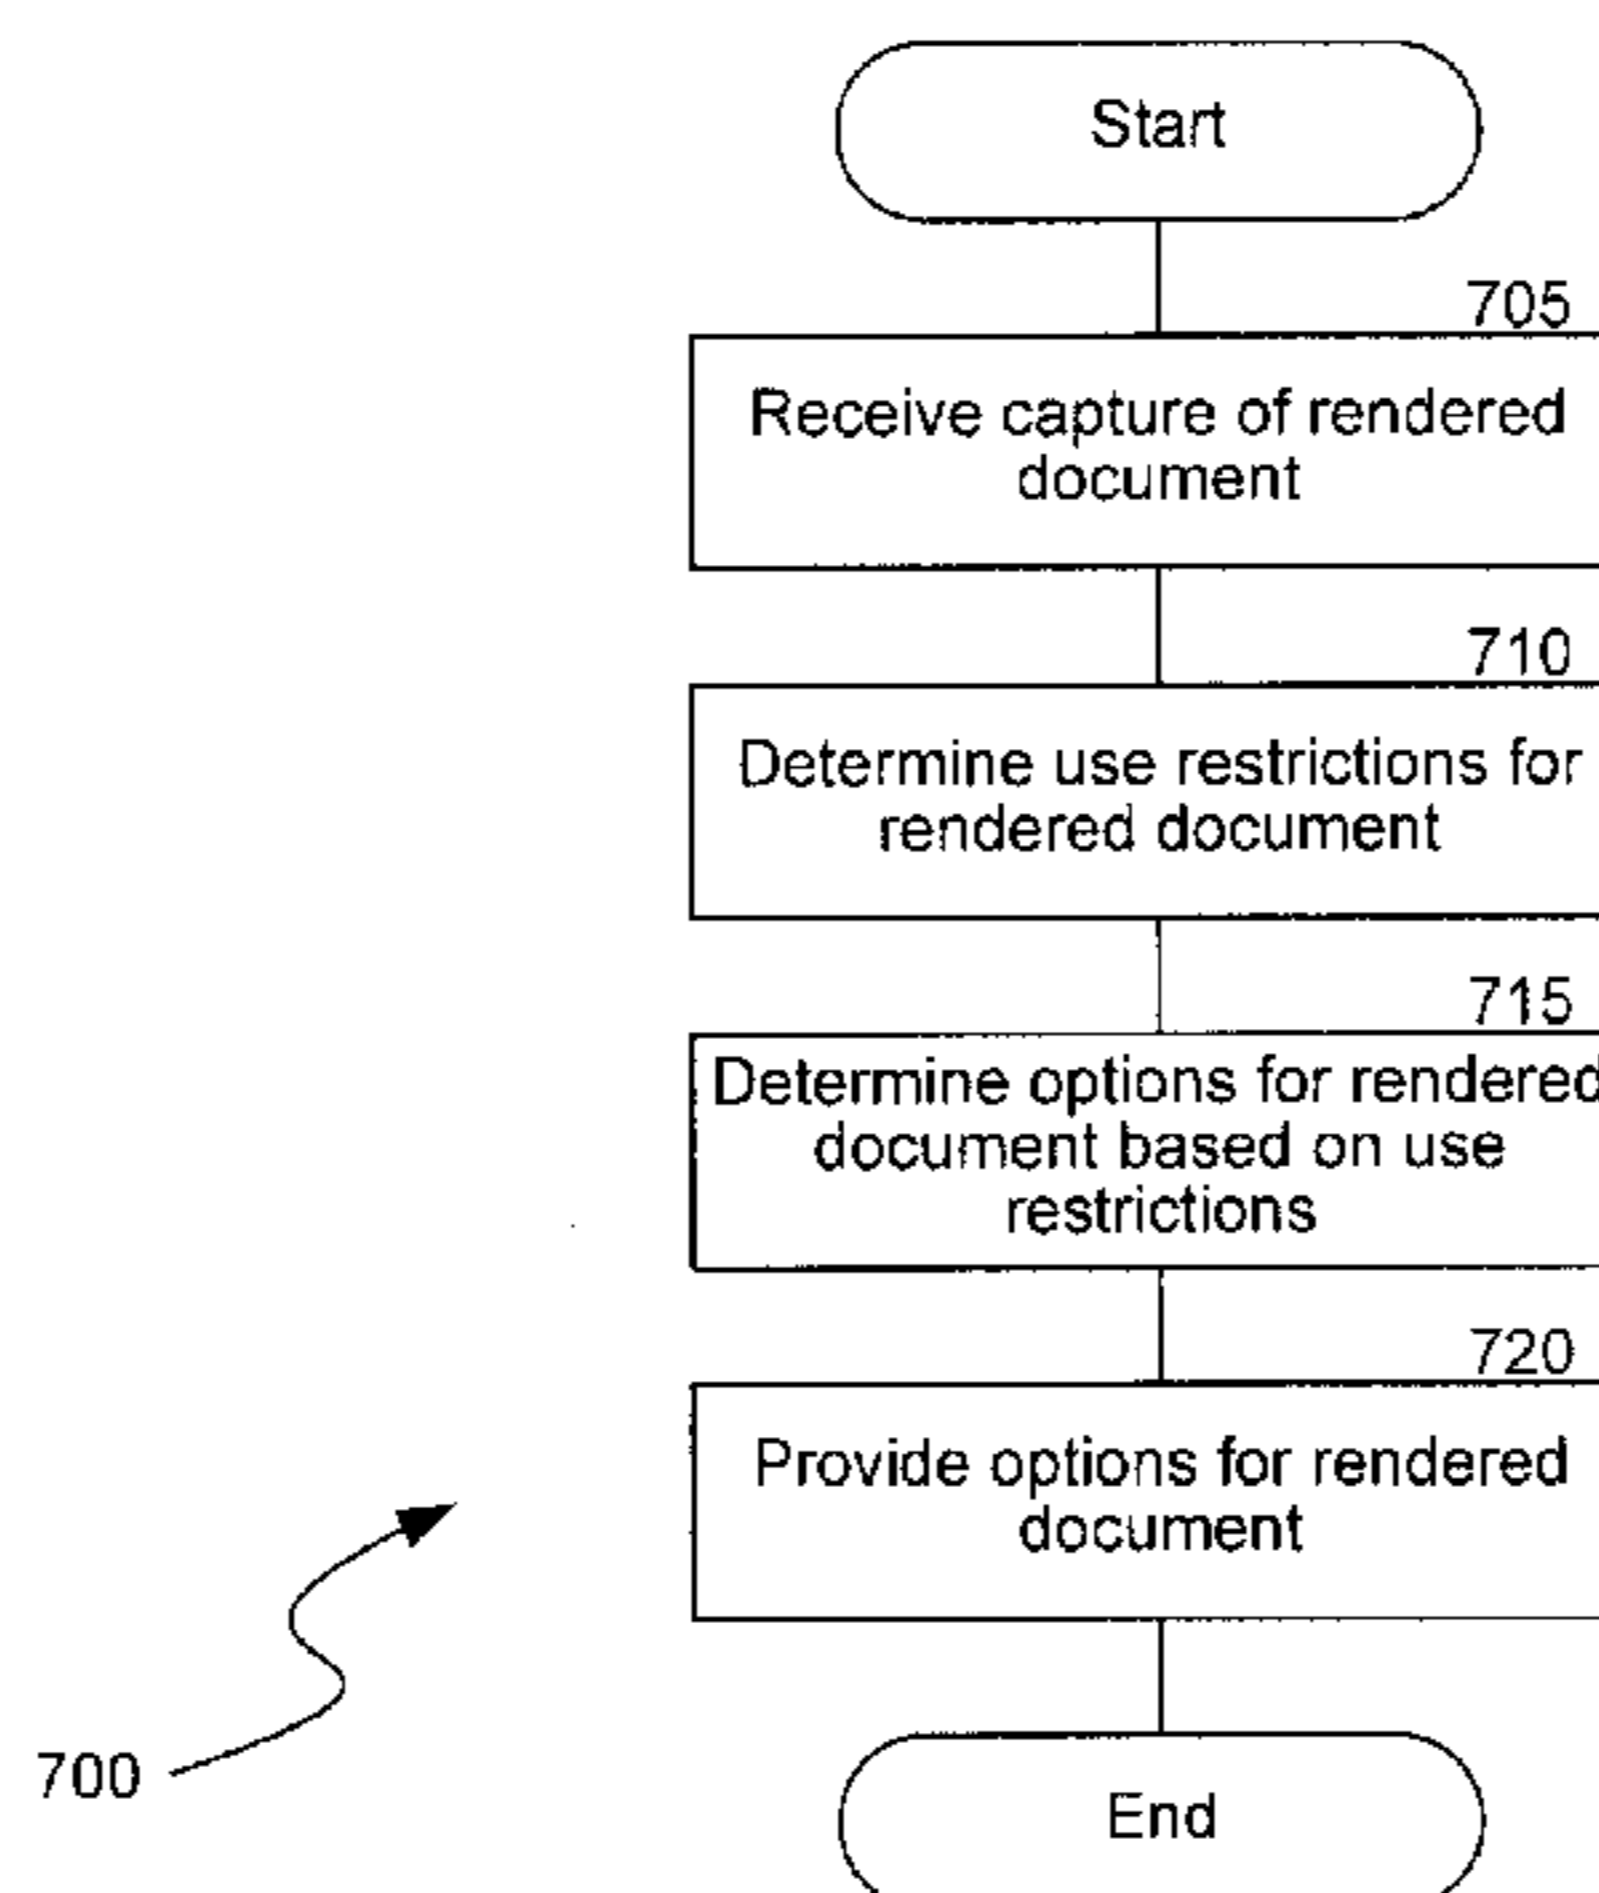 Start
705
Receive capture of rendered
document
710
Determine use restrictions for
rendered document
715
Determine options for rendered
document based on use
restrictions
720
Provide options for rendered
document
700
End